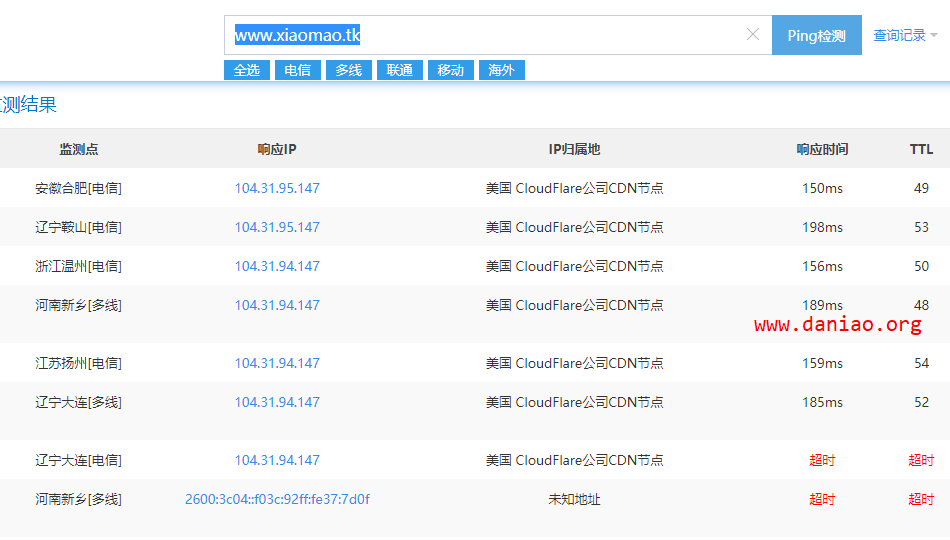 www.xiaomao.tk Ping检测 查询记录
全选 电信 多线 联通 移动 海外
测结果
监测点 响应IP IP归属地 响应时间 TTL
安徽合肥[电信] 104.31.95.147 美国 CloudFlare公司CDN节点 150ms 49
辽宁鞍山[电信] 104.31.95.147 美国 CloudFlare公司CDN节点 198ms 53
浙江温州[电信] 104.31.94.147 美国 CloudFlare公司CDN节点 156ms 50
河南新乡[多线] 104.31.94.147 美国 CloudFlare公司CDN节点 189ms 48
www.daniao.org
江苏扬州[电信] 104.31.94.147 美国 CloudFlare公司CDN节点 159ms 54
辽宁大连[多线] 104.31.94.147 美国 CloudFlare公司CDN节点 185ms 52
辽宁大连[电信] 104.31.94.147 美国 CloudFlare公司CDN节点 超时 超时
河南新乡[多线] 2600:3c04::f03c:92ff:fe37:7d0f 未知地址 超时 超时